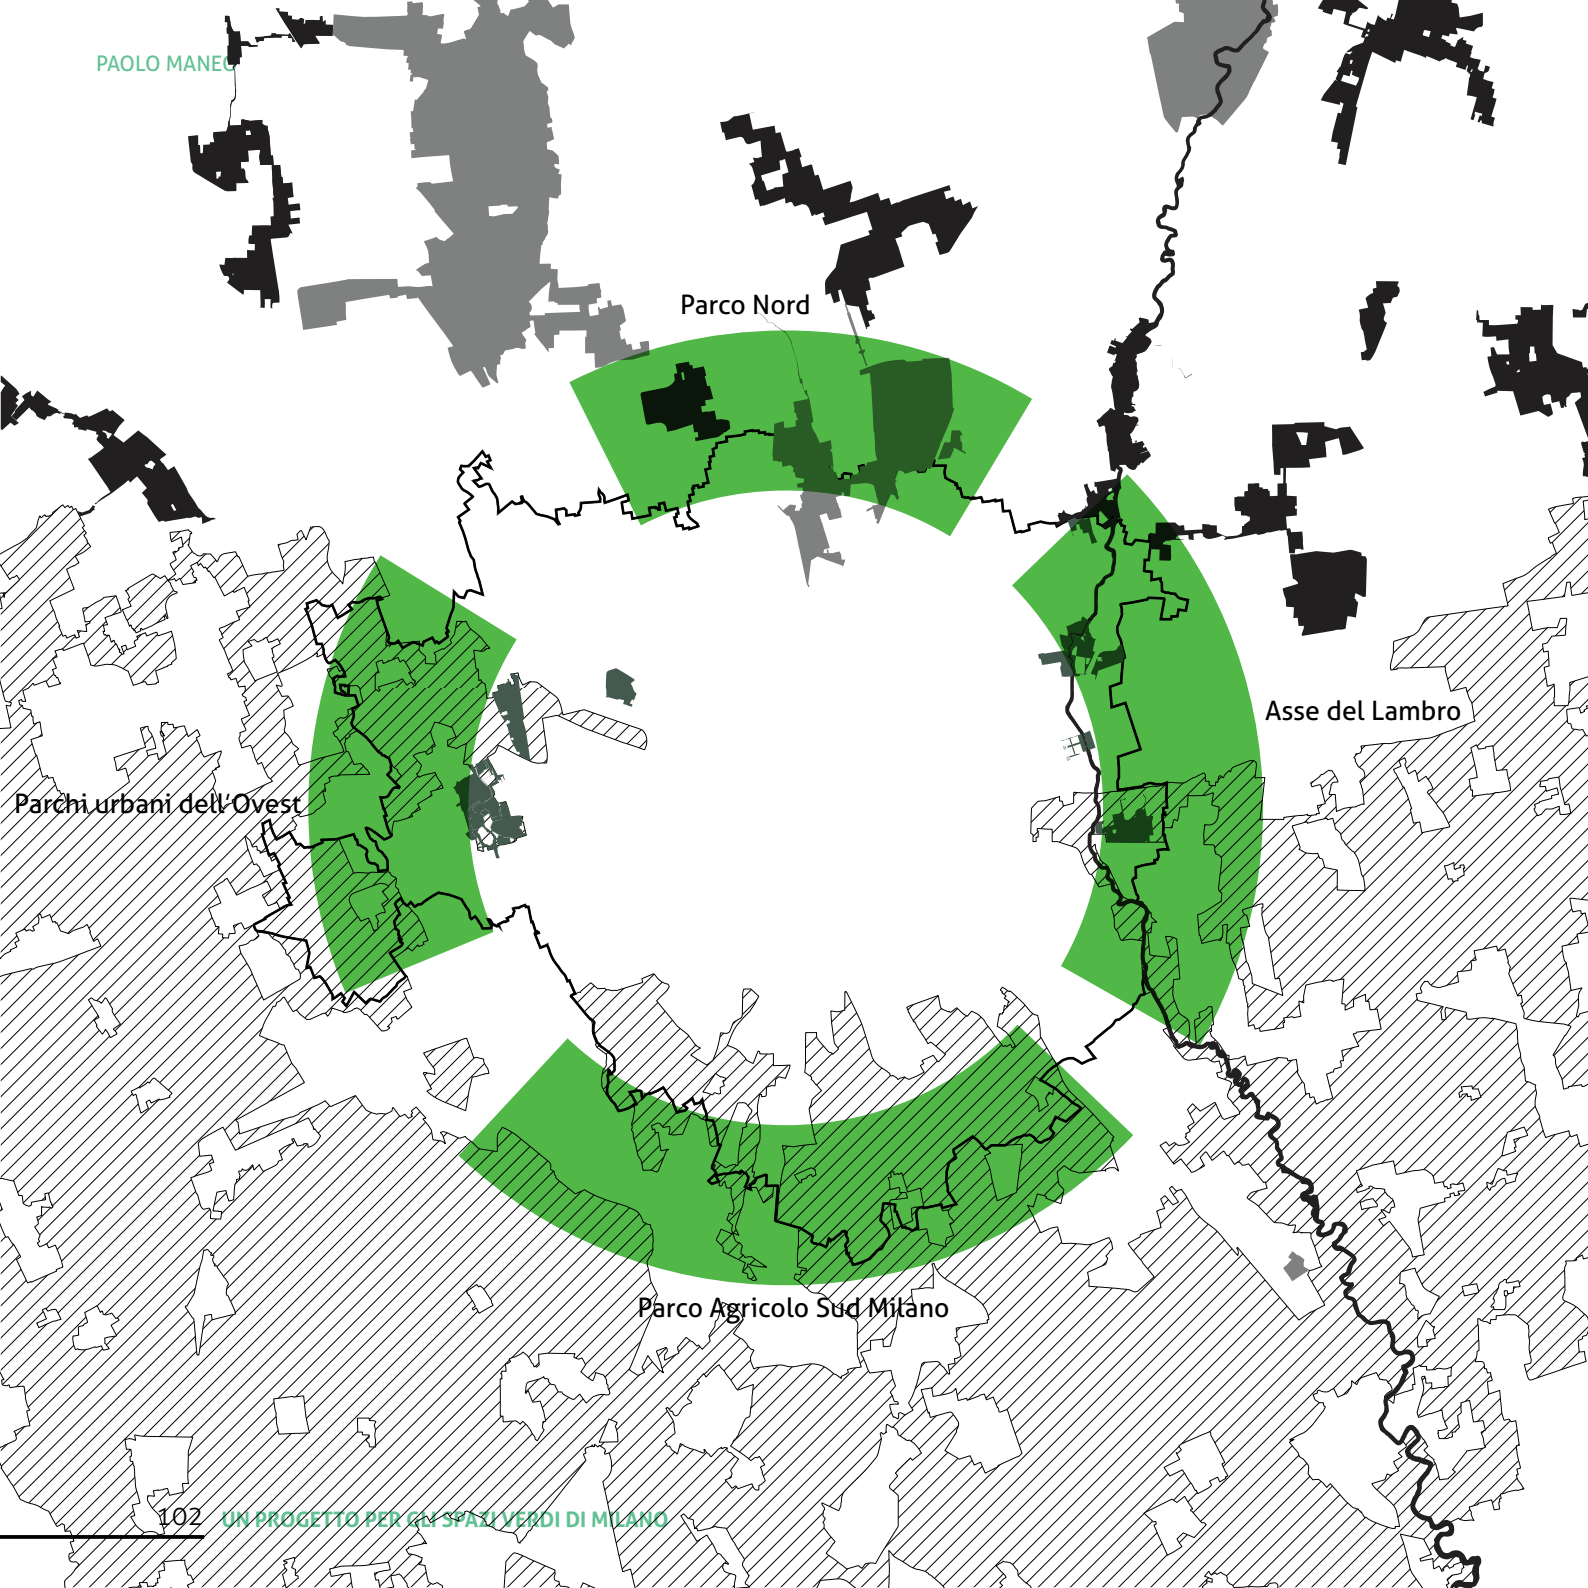 PAOLO MANEO
Parco Nord
Asse del Lambro
Parchi urbani dell'Ovest
Parco Agricolo Sud Milano
102 UN PROGETTO PER GLI SPAZI VERDI DI MILANO